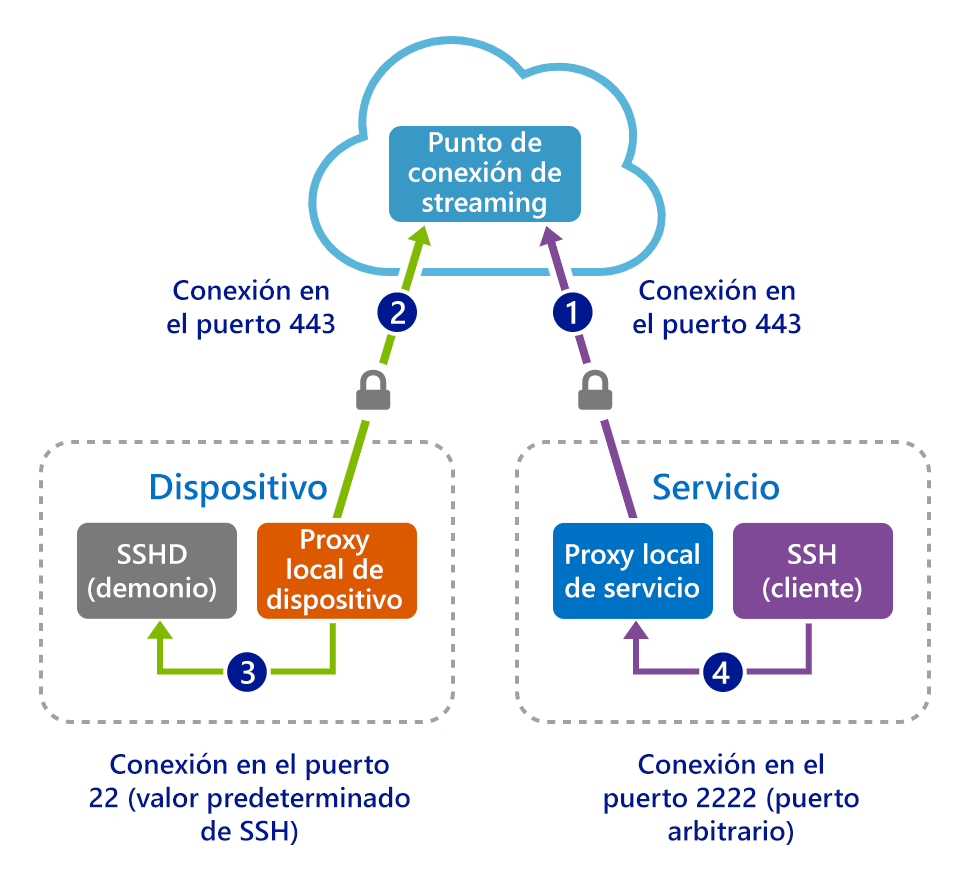 Punto de
conexión de
streaming
Conexión en
el puerto 443
2
1
Conexión en
el puerto 443
Dispositivo
SSHD
(demonio)
Proxy
local de
dispositivo
3
Servicio
Proxy local
de servicio
SSH
(cliente)
4
Conexión en el puerto
22 (valor predeterminado
de SSH)
Conexión en el
puerto 2222 (puerto
arbitrario)